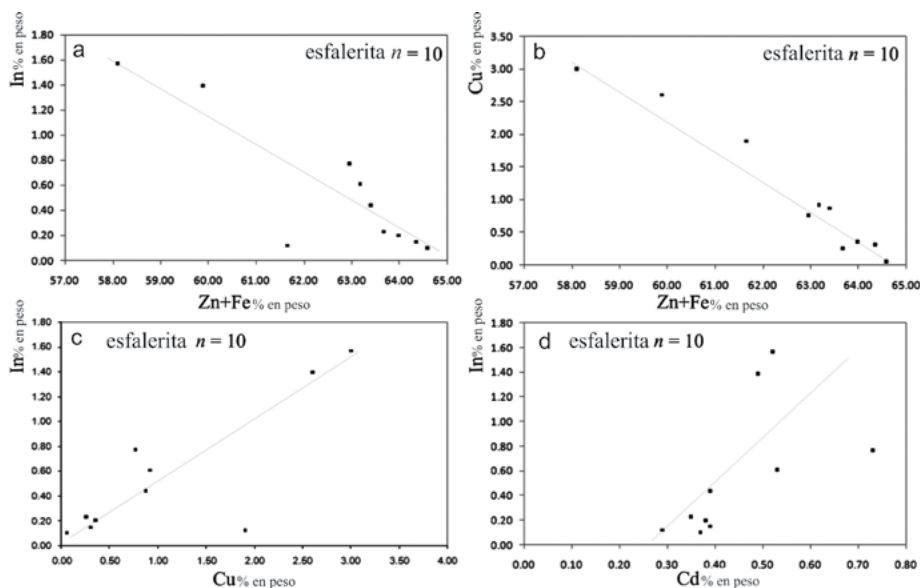 a
esfalerita n = 10
In% en peso
1.80
1.60
1.40
1.20
1.00
0.80
0.60
0.40
0.20
0.00
57.00 58.00 59.00 60.00 61.00 62.00 63.00 64.00 65.00
Zn+Fe% en peso
b
esfalerita n = 10
Cu% en peso
3.50
3.00
2.50
2.00
1.50
1.00
0.50
0.00
57.00 58.00 59.00 60.00 61.00 62.00 63.00 64.00 65.00
Zn+Fe% en peso
c
esfalerita n = 10
In% en peso
1.80
1.60
1.40
1.20
1.00
0.80
0.60
0.40
0.20
0.00
0.00 0.50 1.00 1.50 2.00 2.50 3.00 3.50 4.00
Cu% en peso
d
esfalerita n = 10
In% en peso
1.80
1.60
1.40
1.20
1.00
0.80
0.60
0.40
0.20
0.00
0.00 0.10 0.20 0.30 0.40 0.50 0.60 0.70 0.80
Cd% en peso